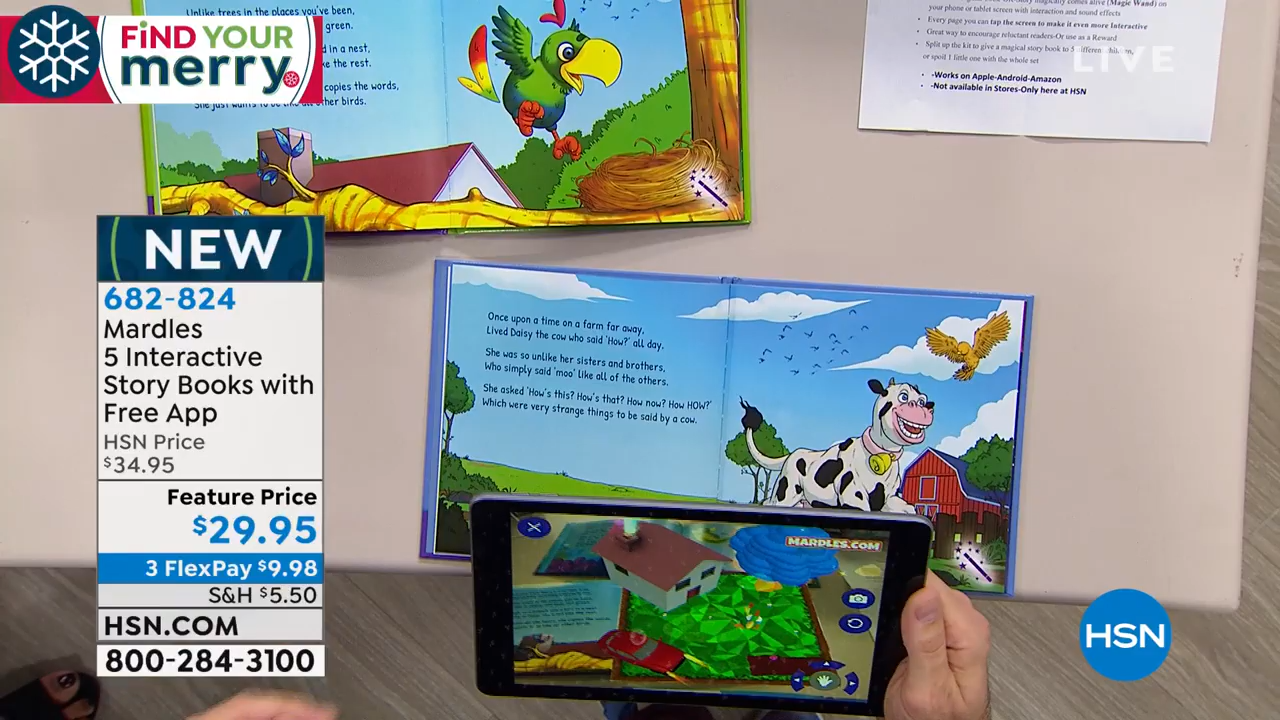 FIND YOUR
merry.
Unlike trees in the places you've been,
green.
in a nest,
the rest.
copies the words,
She just wants to be like all other birds.
your phone or tablet screen with interaction and sound effects
Every page you can tap the screen to make it even more Interactive
Great way to encourage reluctant readers-Or use as a Reward
Split up the kit to give a magical story book to 5 different children,
or spoil 1 little one with the whole set
-Works on Apple-Android-Amazon
-Not available in Stores-Only here at HSN
LIVE
NEW
682-824
Mardles
5 Interactive
Story Books with
Free App
HSN Price
$34.95
Feature Price
$29.95
3 FlexPay $9.98
S&H $5.50
HSN.COM
800-284-3100
Once upon a time on a farm far away,
Lived Daisy the cow who said 'How?' all day.
She was so unlike her sisters and brothers,
Who simply said 'moo' like all of the others.
She asked 'How's this? How's that? How now? How HOW?'
Which were very strange things to be said by a cow.
MARDLES.COM
HSN